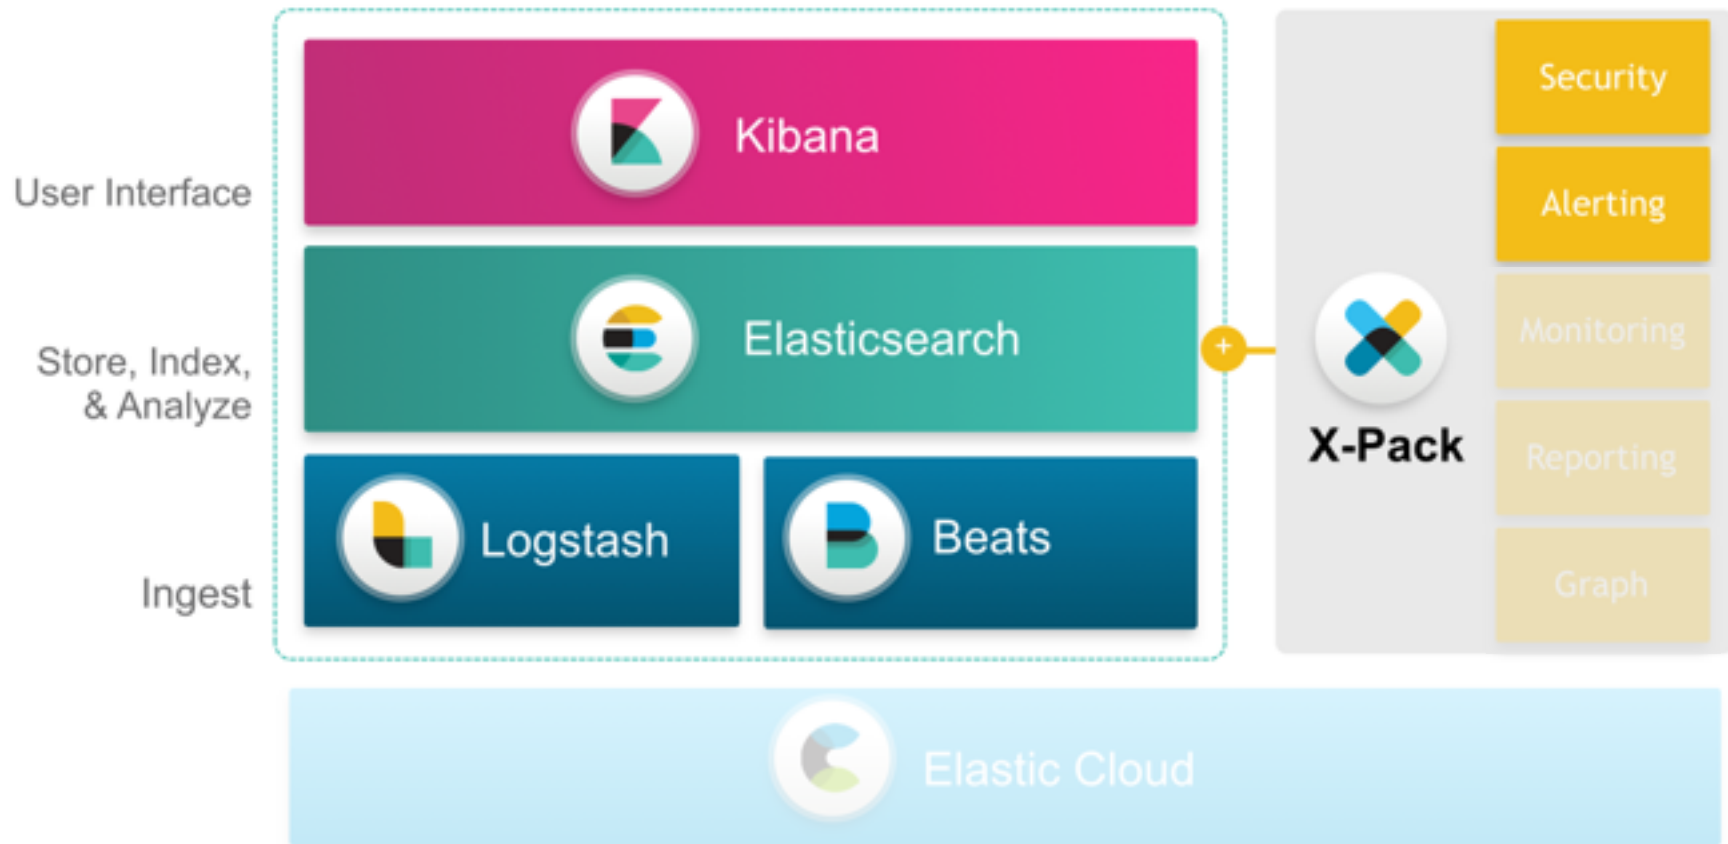 User Interface
Kibana
Store, Index,
& Analyze
Elasticsearch
Ingest
Logstash
Beats
+
X-Pack
Security
Alerting
Monitoring
Reporting
Graph
Elastic Cloud